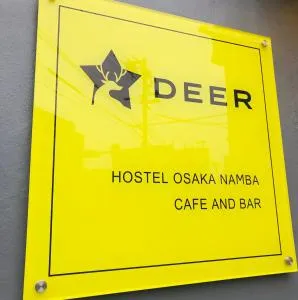 DEER
HOSTEL OSAKA NAMBA
CAFE AND BAR